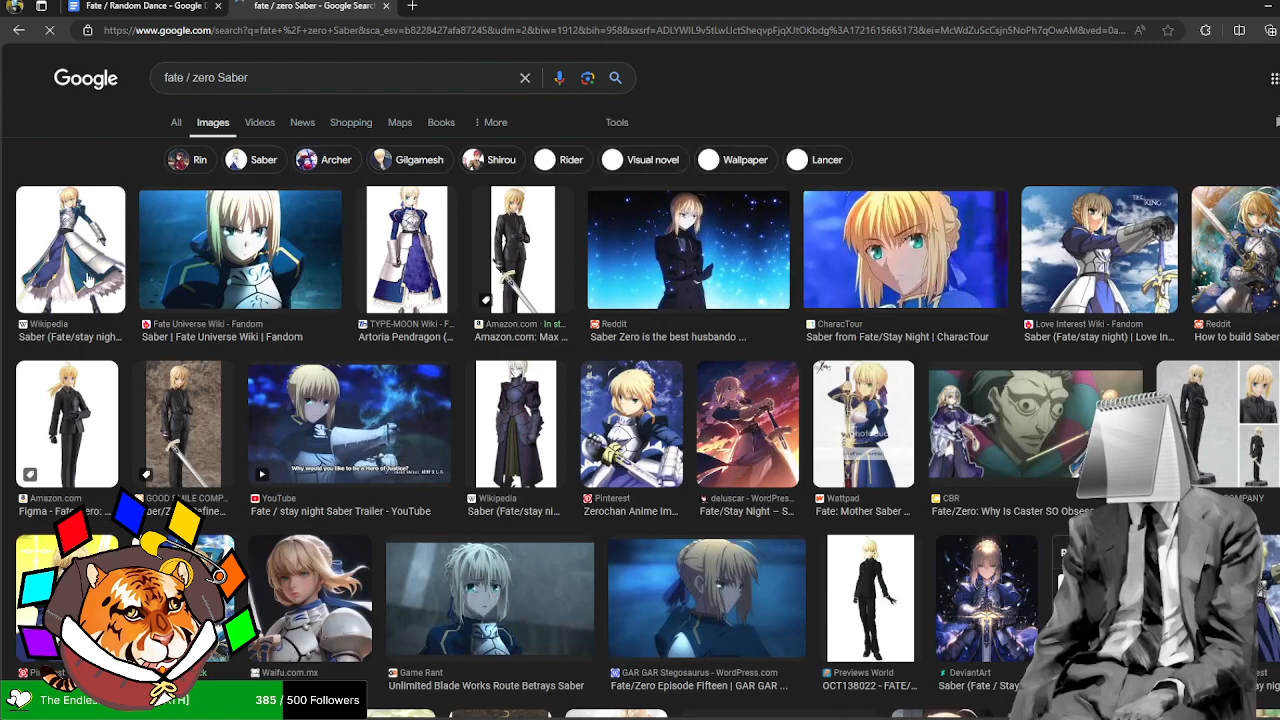 Fate / Random Dance - Google D
fate / zero Saber - Google Search
https://www.google.com/search?q=fate+%2F+zero+Saber&sca_esv=b8228427afa87245&udm=2&biw=1912&bih=958&sxsrf=
Google
fate / zero Saber
All Images Videos News Shopping Maps Books More Tools
Rin Saber Archer Gilgamesh Shirou Rider Visual novel Wallpaper Lancer
THE KING
Wikipedia
Saber (Fate/stay nigh...
Fate Universe Wiki - Fandom
Saber | Fate Universe Wiki | Fandom
TYPE-MOON Wiki - F...
Artoria Pendragon (...
Amazon.com · In st...
Amazon.com: Max ...
Reddit
Saber Zero is the best husbando ...
CharacTour
Saber from Fate/Stay Night | CharacTour
Love Interest Wiki - Fandom
Saber (Fate/stay night) | Love In...
Reddit
How to build Saber
Why would you like to be a Hero of Justice?
Amazon.com
Figma - Fate/Zero: ...
GOOD SMILE COMP...
YouTube
Fate / stay night Saber Trailer - YouTube
Wikipedia
Saber (Fate/stay ni...
Pinterest
Zerochan Anime Im...
deluscar - WordPress...
Fate/Stay Night – S...
Wattpad
Fate: Mother Saber ...
CBR
Fate/Zero: Why Is Caster SO Obsess
COMPANY
Waifu.com.mx
Game Rant
Unlimited Blade Works Route Betrays Saber
GAR GAR Stegosaurus - WordPress.com
Fate/Zero Episode Fifteen | GAR GAR ...
Previews World
OCT138022 - FATE/...
DeviantArt
Saber (Fate / Stay
The Endles
385 / 500 Followers